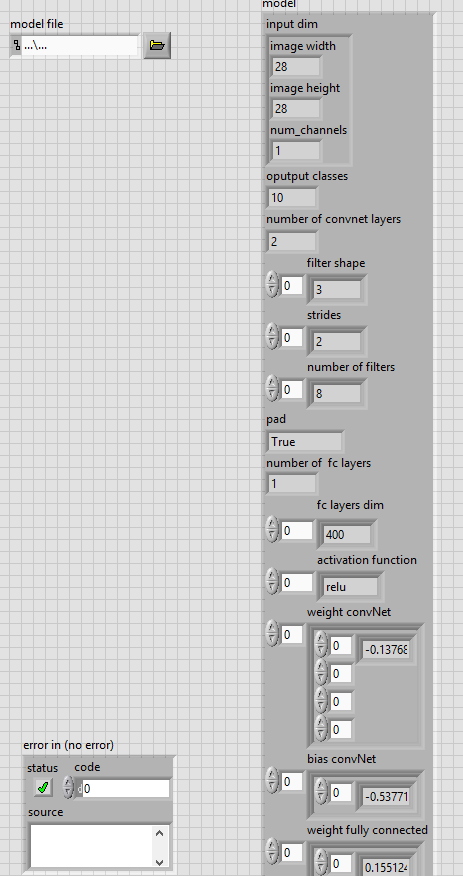 model
model file
...\...
input dim
image width
28
image height
28
num_channels
1
oputput classes
10
number of convnet layers
2
filter shape
0 3
strides
0 2
number of filters
0 8
pad
True
number of fc layers
1
fc layers dim
0 400
activation function
0 relu
weight convNet
0 0 -0.13768
0
0
0
bias convNet
0 0 -0.53771
weight fully connected
0 0 0.155124
error in (no error)
status code
d0
source